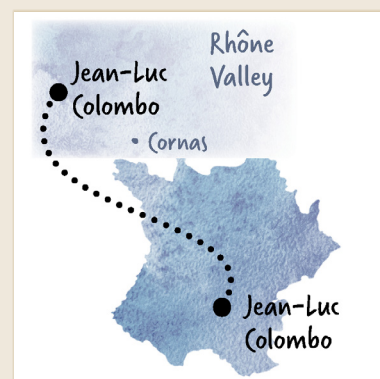 Rhône
Valley
Jean-Luc
Colombo
• Cornas
Jean-Luc
Colombo